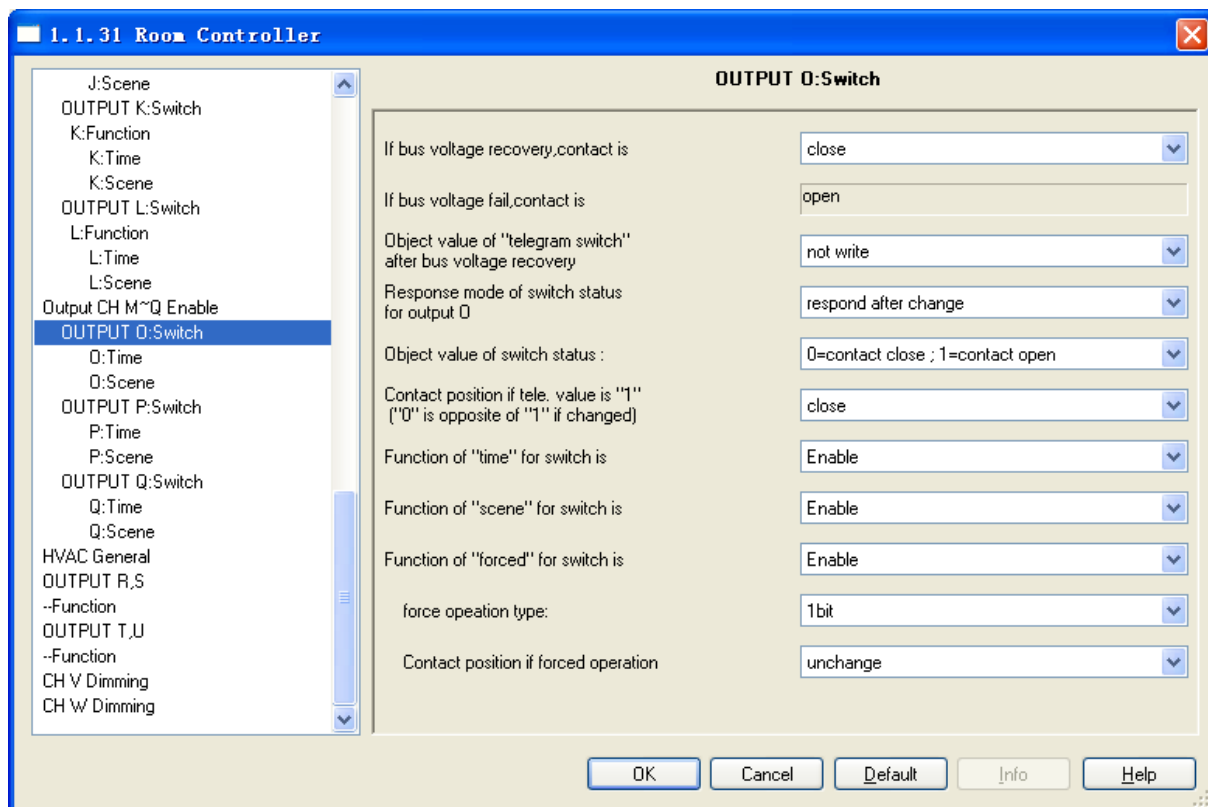 1.1.31 Room Controller
J:Scene
OUTPUT K:Switch
K:Function
K:Time
K:Scene
OUTPUT L:Switch
L:Function
L:Time
L:Scene
Output CH M~Q Enable
OUTPUT O:Switch
O:Time
O:Scene
OUTPUT P:Switch
P:Time
P:Scene
OUTPUT Q:Switch
Q:Time
Q:Scene
HVAC General
OUTPUT R,S
--Function
OUTPUT T,U
--Function
CH V Dimming
CH W Dimming
OUTPUT O:Switch
If bus voltage recovery,contact is
close
If bus voltage fail,contact is
open
Object value of "telegram switch"
after bus voltage recovery
not write
Response mode of switch status
for output O
respond after change
Object value of switch status :
0=contact close ; 1=contact open
Contact position if tele. value is "1"
("0" is opposite of "1" if changed)
close
Function of "time" for switch is
Enable
Function of "scene" for switch is
Enable
Function of "forced" for switch is
Enable
force opeation type:
1bit
Contact position if forced operation
unchange
OK
Cancel
Default
Info
Help